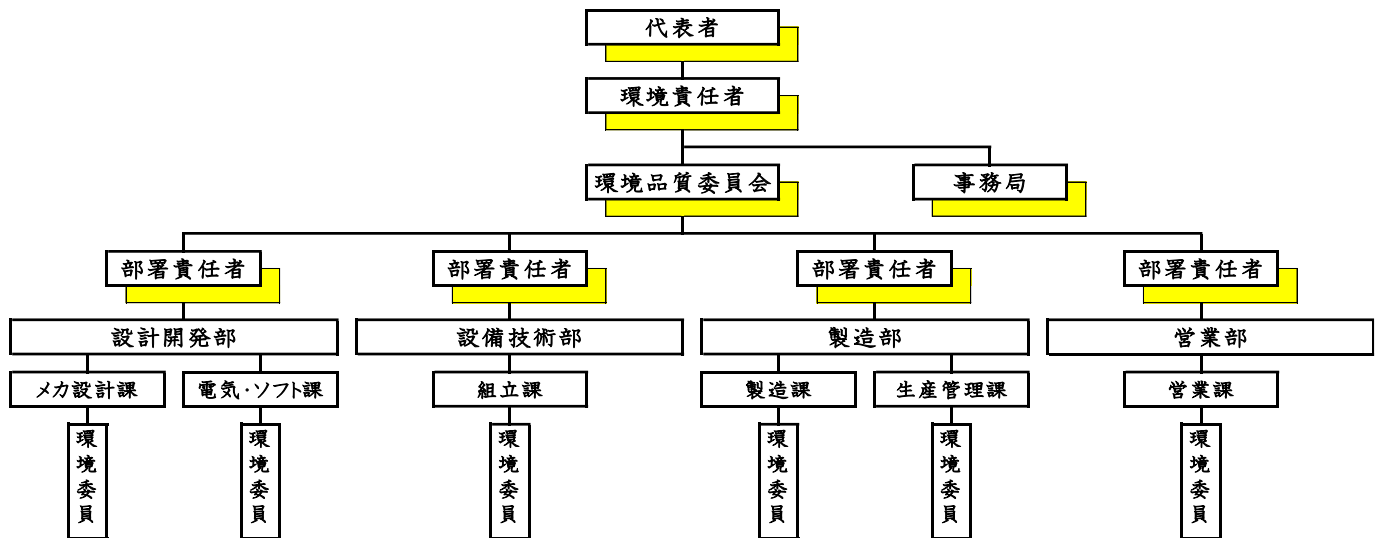 代表者
環境責任者
環境品質委員会
事務局
部署責任者
部署責任者
部署責任者
部署責任者
設計開発部
設備技術部
製造部
営業部
メカ設計課
電気・ソフト課
組立課
製造課
生産管理課
営業課
環境委員
環境委員
環境委員
環境委員
環境委員
環境委員